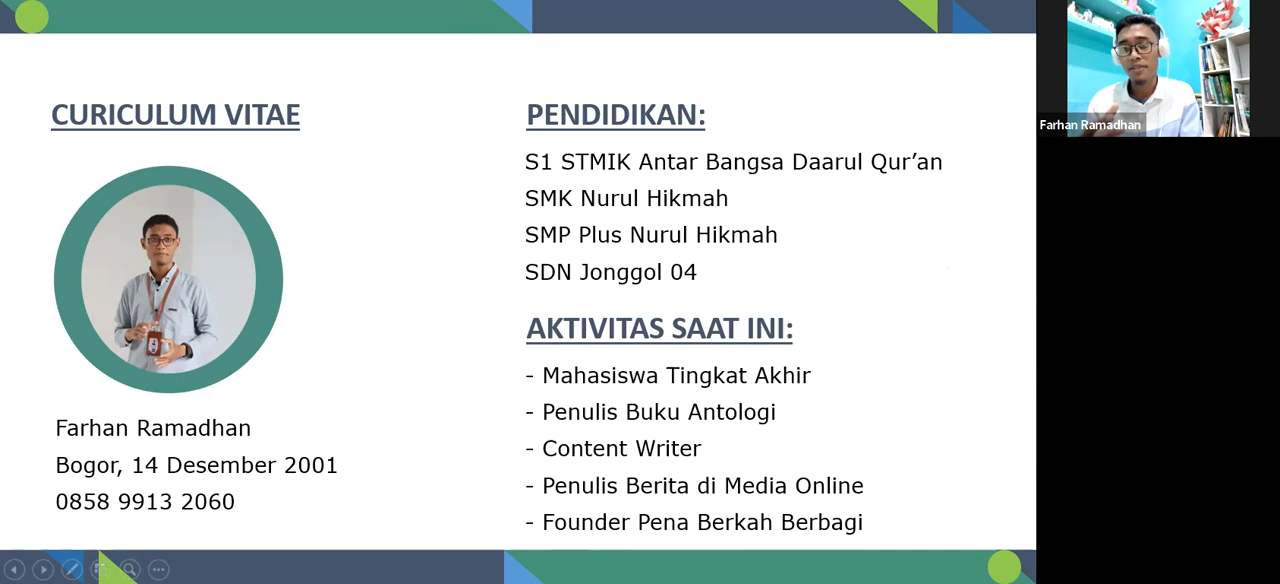 CURICULUM VITAE
Farhan Ramadhan
Bogor, 14 Desember 2001
0858 9913 2060
PENDIDIKAN:
S1 STMIK Antar Bangsa Daarul Qur’an
SMK Nurul Hikmah
SMP Plus Nurul Hikmah
SDN Jonggol 04
AKTIVITAS SAAT INI:
- Mahasiswa Tingkat Akhir
- Penulis Buku Antologi
- Content Writer
- Penulis Berita di Media Online
- Founder Pena Berkah Berbagi
Farhan Ramadhan